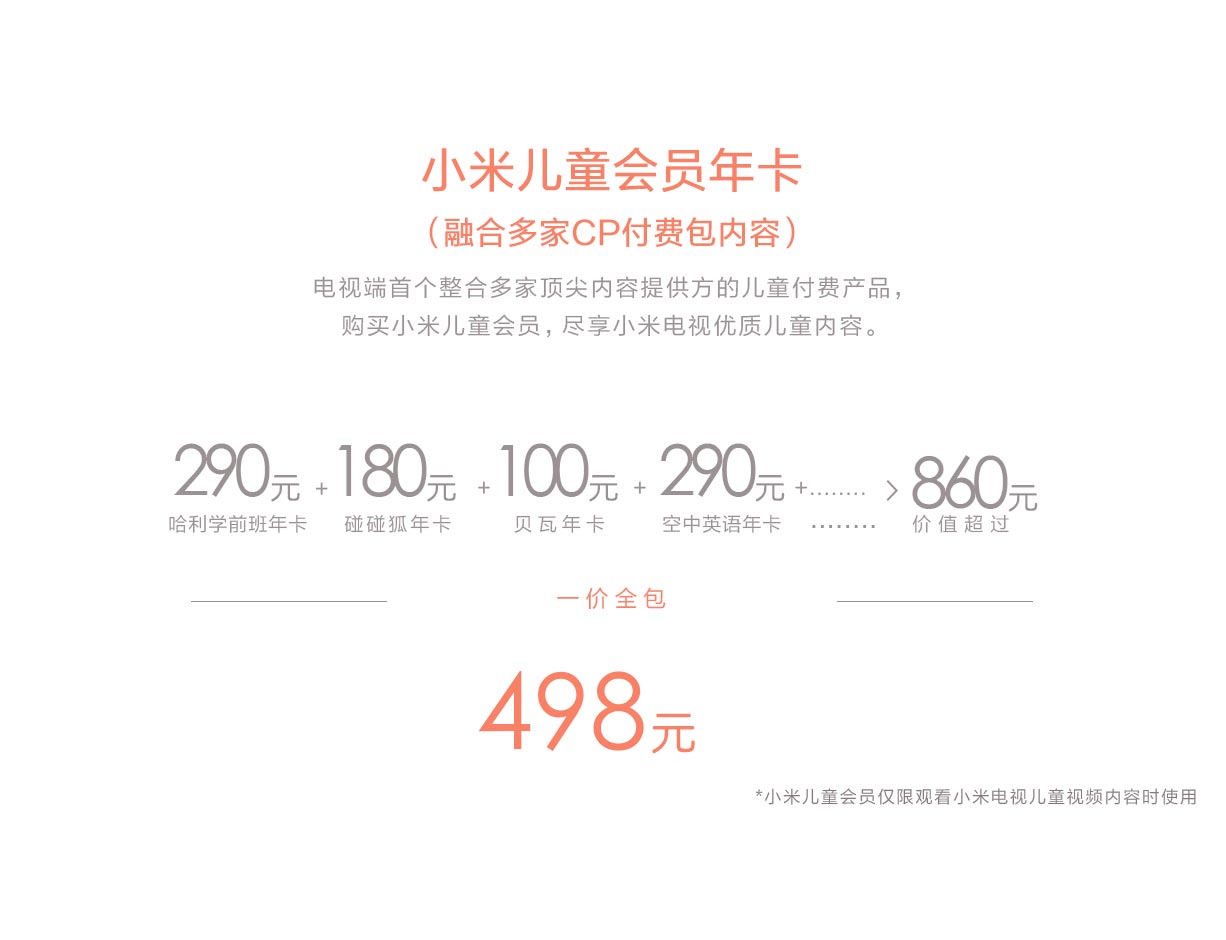 小米儿童会员年卡
（融合多家CP付费包内容）
电视端首个整合多家顶尖内容提供方的儿童付费产品，
购买小米儿童会员，尽享小米电视优质儿童内容。
290元 + 180元 + 100元 + 290元 +........ > 860元
哈利学前班年卡 碰碰狐年卡 贝瓦年卡 空中英语年卡 ........ 价值超过
一价全包
498元
*小米儿童会员仅限观看小米电视儿童视频内容时使用